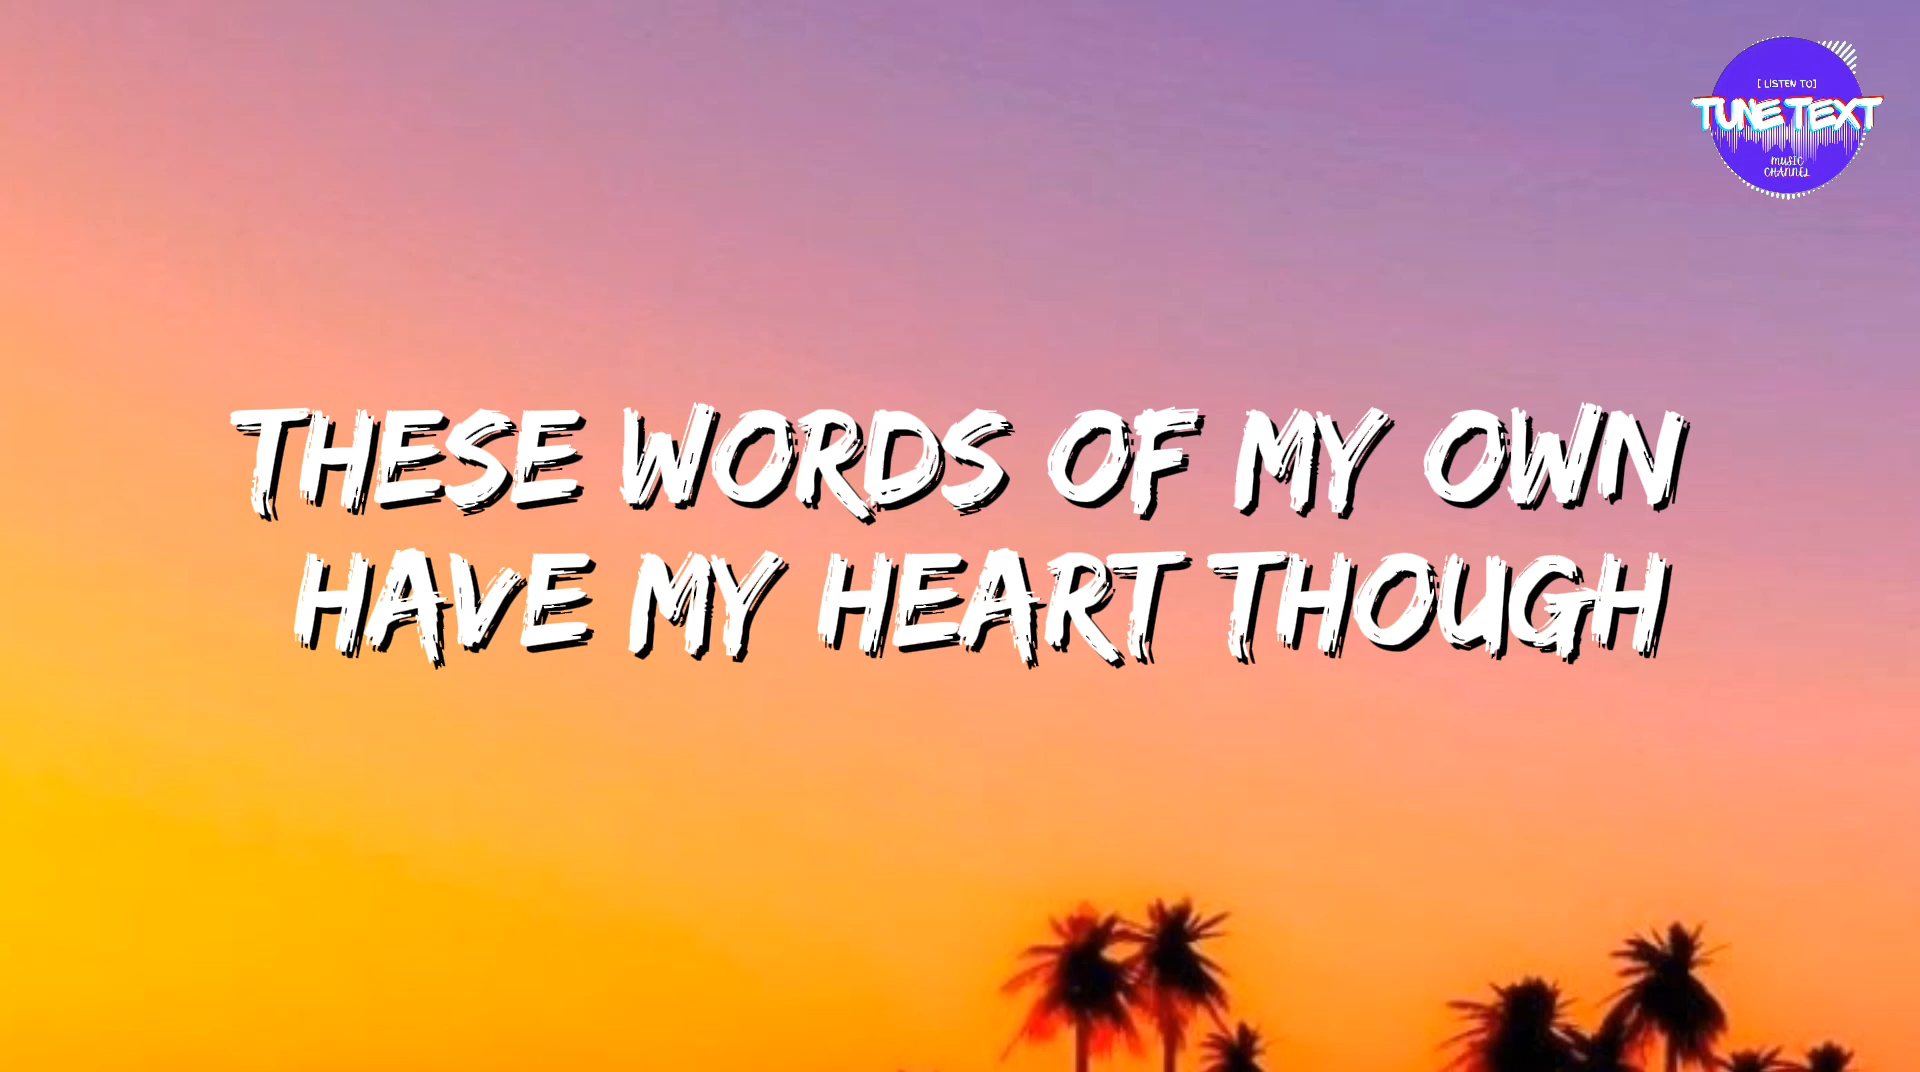 [ LISTEN TO]
TUNE TEXT
MUSIC
CHANNEL
THESE WORDS OF MY OWN
HAVE MY HEART THOUGH